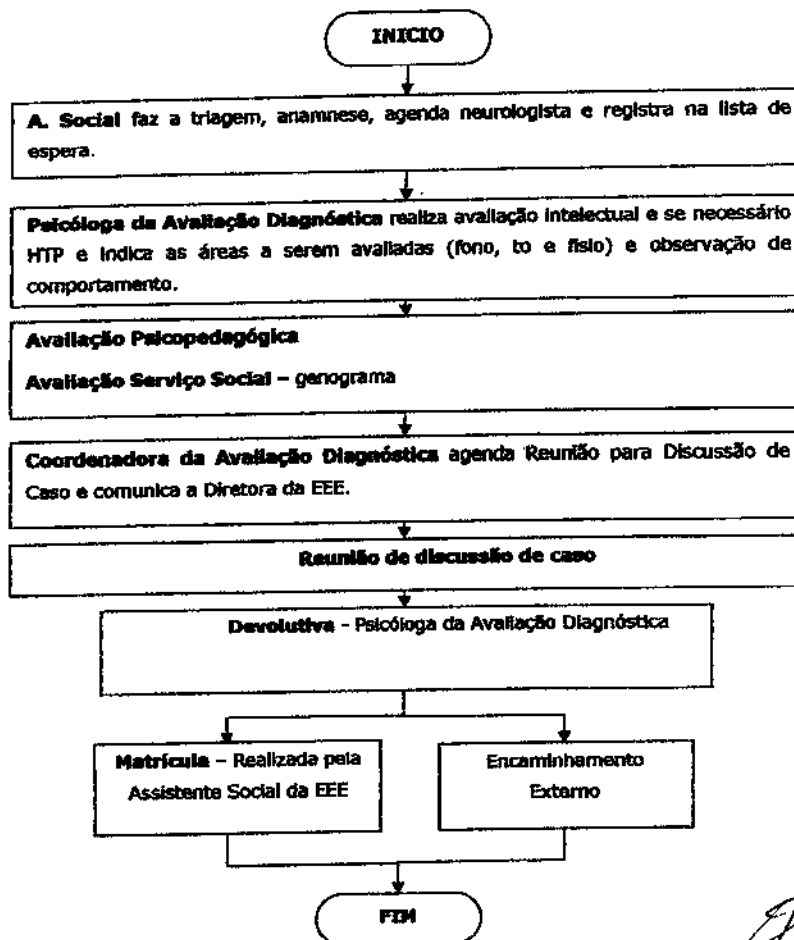 INICIO
A. Social faz a triagem, anamnese, agenda neurologista e registra na lista de
espera.
Psicóloga da Avaliação Diagnóstica realiza avaliação intelectual e se necessário
HTP e indica as áreas a serem avaliadas (fono, to e fisio) e observação de
comportamento.
Avaliação Psicopedagógica
Avaliação Serviço Social – genograma
Coordenadora da Avaliação Diagnóstica agenda Reunião para Discussão de
Caso e comunica a Diretora da EEE.
Reunião de discussão de caso
Devolutiva - Psicóloga da Avaliação Diagnóstica
Matrícula – Realizada pela
Assistente Social da EEE
Encaminhamento
Externo
FIM